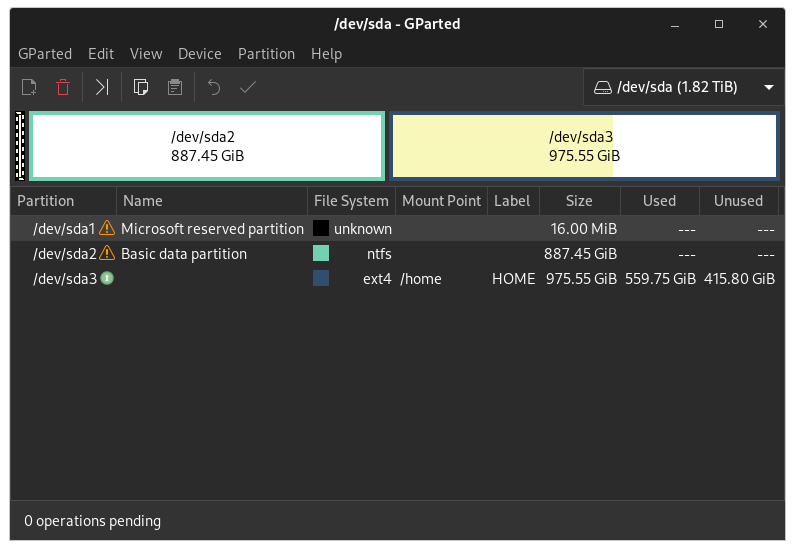 /dev/sda - GParted
GParted Edit View Device Partition Help
/dev/sda (1.82 TiB)
/dev/sda2
887.45 GiB
/dev/sda3
975.55 GiB
Partition Name File System Mount Point Label Size Used Unused
/dev/sda1 Microsoft reserved partition unknown 16.00 MiB --- ---
/dev/sda2 Basic data partition ntfs 887.45 GiB --- ---
/dev/sda3 ext4 /home HOME 975.55 GiB 559.75 GiB 415.80 GiB
0 operations pending